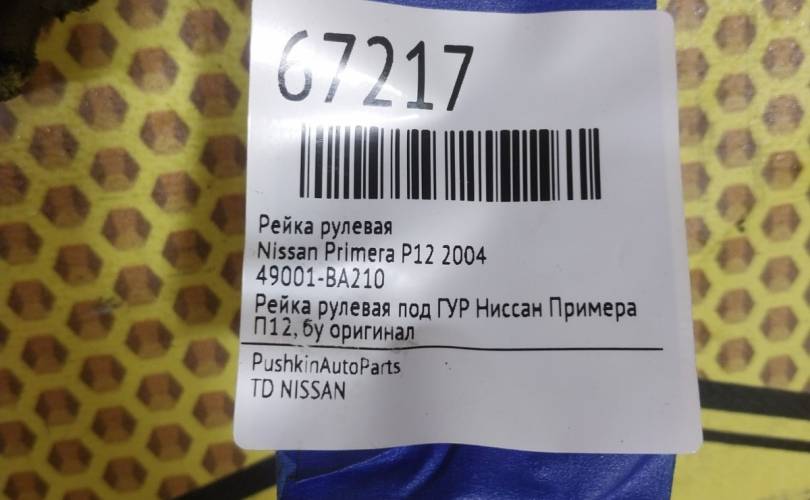 67217
Рейка рулевая
Nissan Primera P12 2004
49001-BA210
Рейка рулевая под ГУР Ниссан Примера
П12, бу оригинал
PushkinAutoParts
TD NISSAN